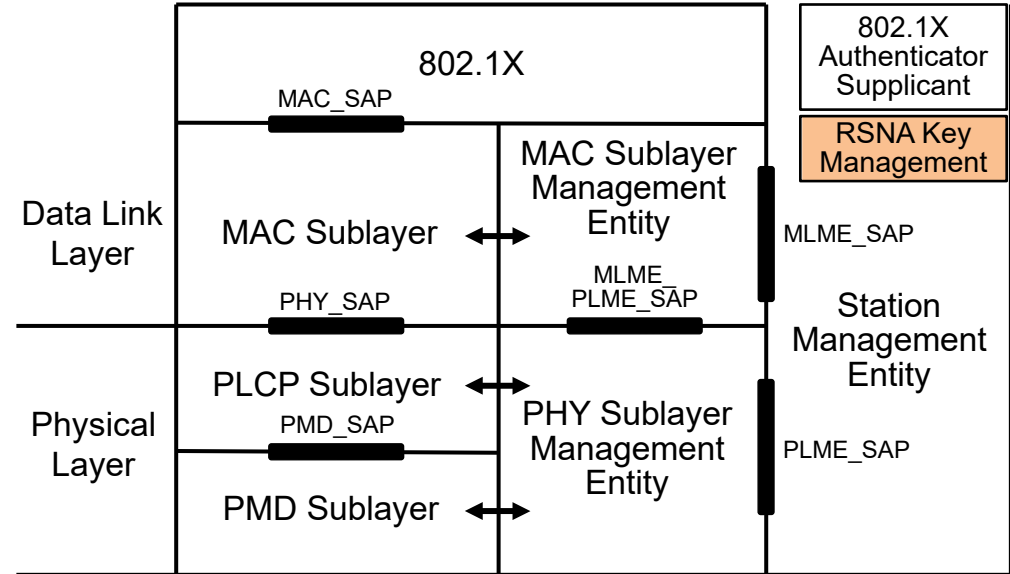 802.1X
MAC_SAP
802.1X
Authenticator
Supplicant
RSNA Key
Management
Data Link
Layer
MAC Sublayer
MAC Sublayer
Management
Entity
MLME_SAP
PHY_SAP
MLME_
PLME_SAP
Station
Management
Entity
Physical
Layer
PLCP Sublayer
PMD_SAP
PMD Sublayer
PHY Sublayer
Management
Entity
PLME_SAP